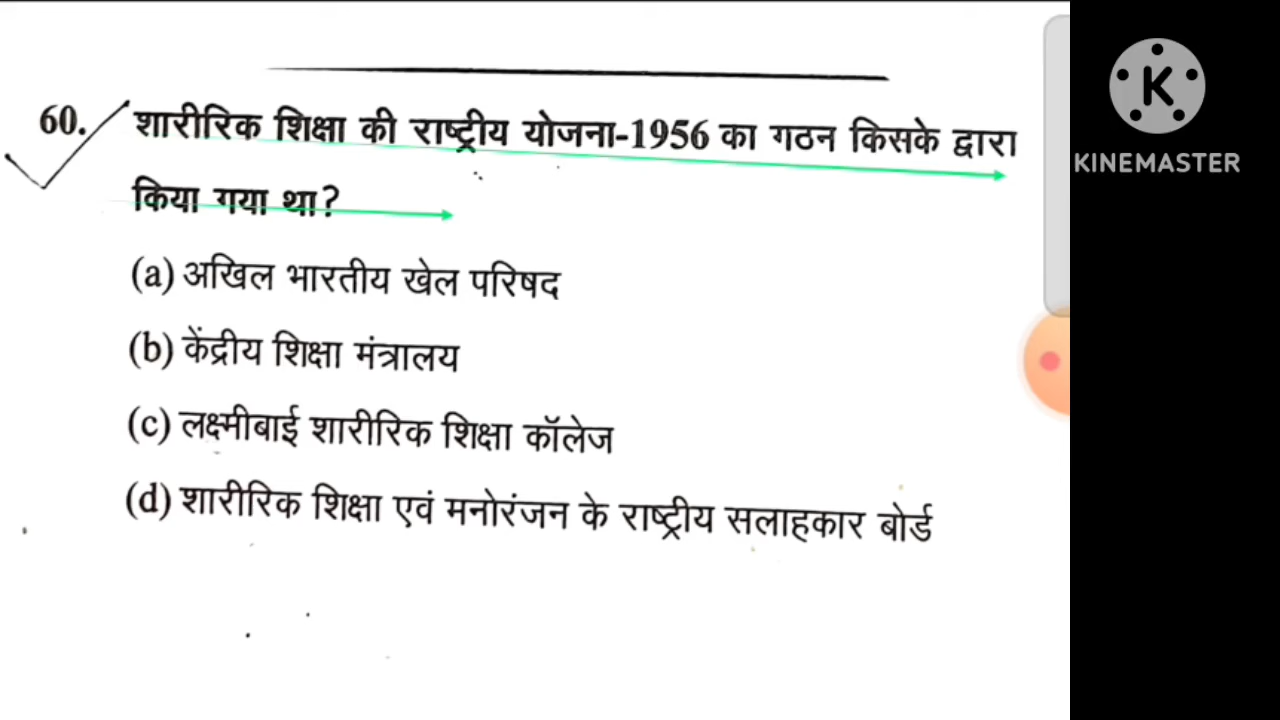 60. शारीरिक शिक्षा की राष्ट्रीय योजना-1956 का गठन किसके द्वारा
किया गया था?
(a) अखिल भारतीय खेल परिषद
(b) केंद्रीय शिक्षा मंत्रालय
(c) लक्ष्मीबाई शारीरिक शिक्षा कॉलेज
(d) शारीरिक शिक्षा एवं मनोरंजन के राष्ट्रीय सलाहकार बोर्ड
K
KINEMASTER